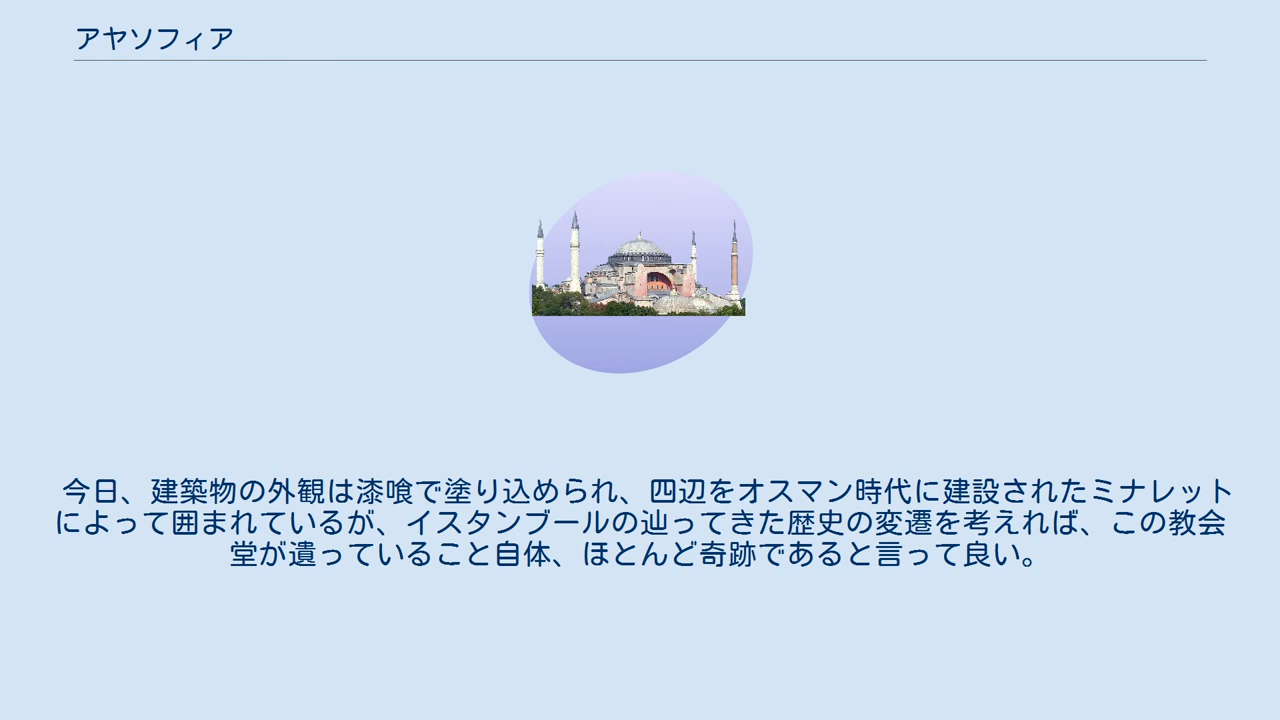 アヤソフィア
今日、建築物の外観は漆喰で塗り込められ、四辺をオスマン時代に建設されたミナレット
によって囲まれているが、イスタンブールの辿ってきた歴史の変遷を考えれば、この教会
堂が遺っていること自体、ほとんど奇跡であると言って良い。